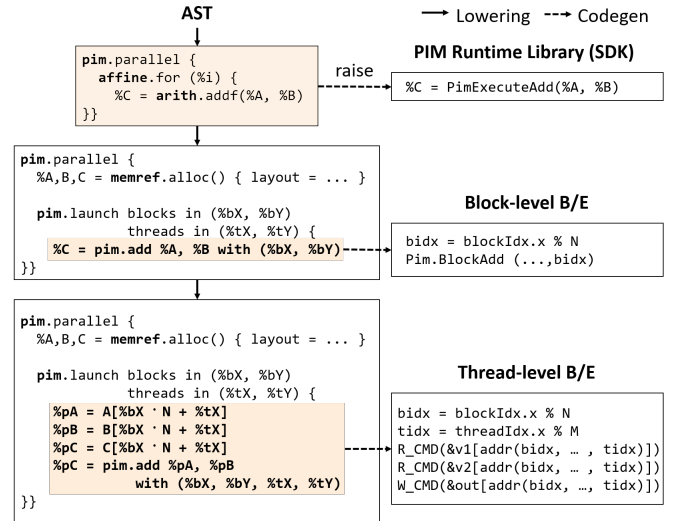 AST
Lowering
Codegen
pim.parallel {
affine.for (%i) {
%C = arith.addf(%A, %B)
}}
raise
PIM Runtime Library (SDK)
%C = PimExecuteAdd(%A, %B)
pim.parallel {
%A,B,C = memref.alloc() { layout = ... }
pim.launch blocks in (%bX, %bY)
threads in (%tX, %tY) {
%C = pim.add %A, %B with (%bX, %bY)
}}
Block-level B/E
bidx = blockIdx.x % N
Pim.BlockAdd (...,bidx)
pim.parallel {
%A,B,C = memref.alloc() { layout = ... }
pim.launch blocks in (%bX, %bY)
threads in (%tX, %tY) {
%pA = A[%bX · N + %tX]
%pB = B[%bX · N + %tX]
%pC = C[%bX · N + %tX]
%pC = pim.add %pA, %pB
with (%bX, %bY, %tX, %tY)
}}
Thread-level B/E
bidx = blockIdx.x % N
tidx = threadIdx.x % M
R_CMD(&v1[addr(bidx, … , tidx)])
R_CMD(&v2[addr(bidx, … , tidx)])
W_CMD(&out[addr(bidx, …, tidx)])